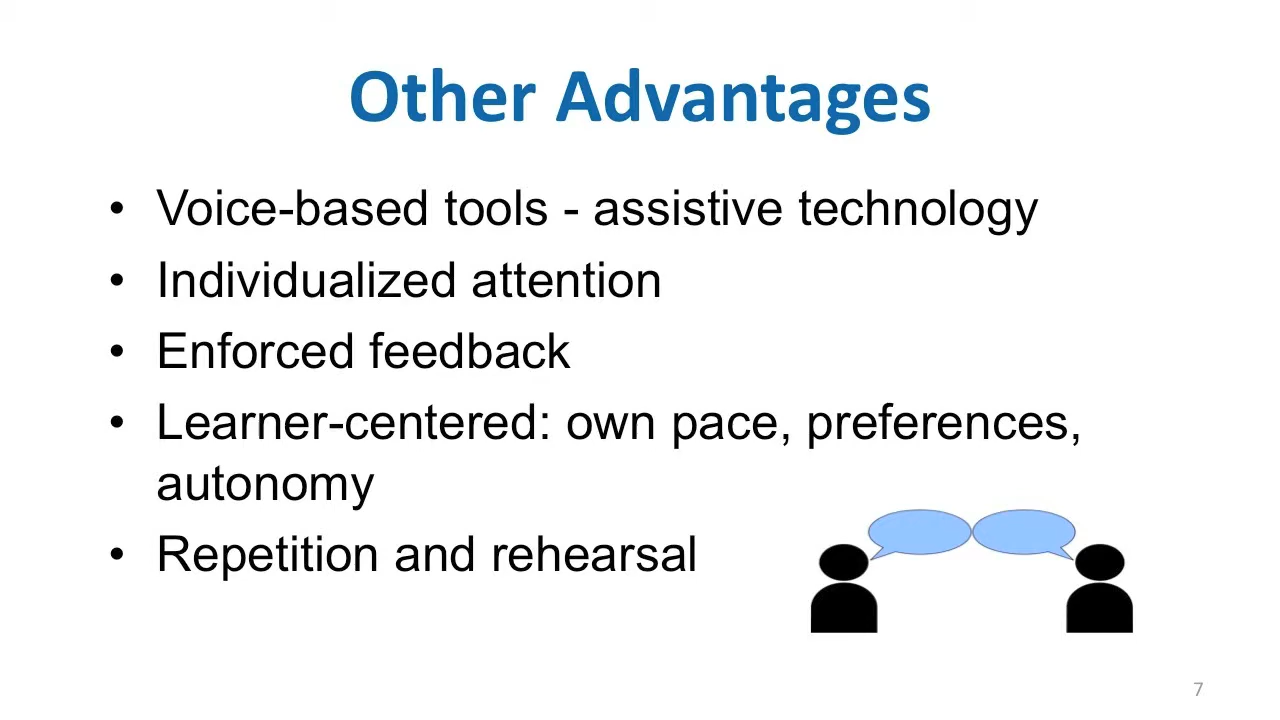 Other Advantages
• Voice-based tools - assistive technology
• Individualized attention
• Enforced feedback
• Learner-centered: own pace, preferences,
autonomy
• Repetition and rehearsal
7